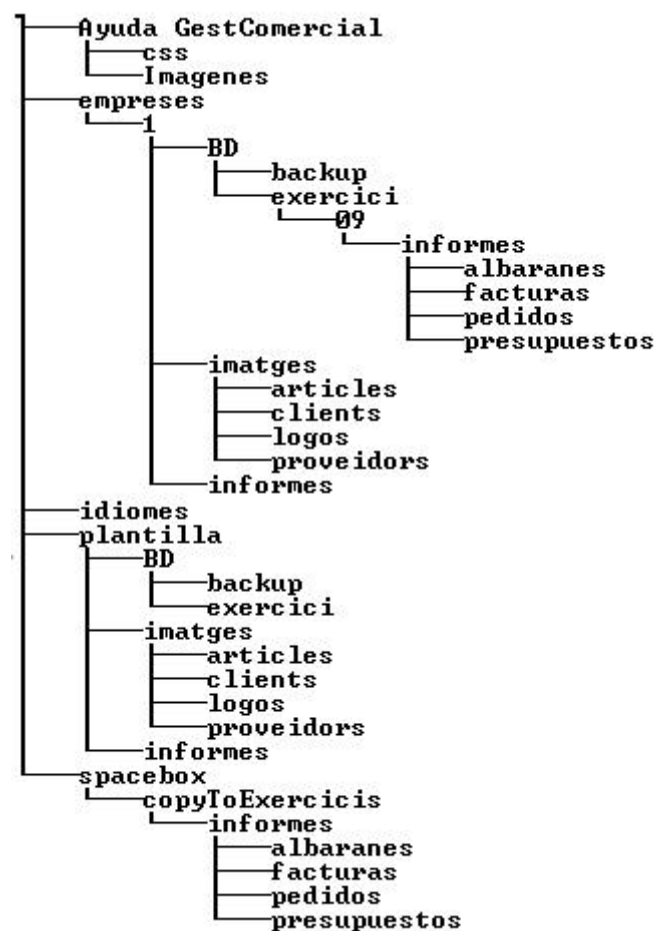 Ayuda GestComercial
css
Imagenes
empreses
1
BD
backup
exercici
09
informes
albaranes
facturas
pedidos
presupuestos
imatges
articles
clients
logos
proveidors
informes
idiomes
plantilla
BD
backup
exercici
imatges
articles
clients
logos
proveidors
informes
spacebox
copyToExercicis
informes
albaranes
facturas
pedidos
presupuestos